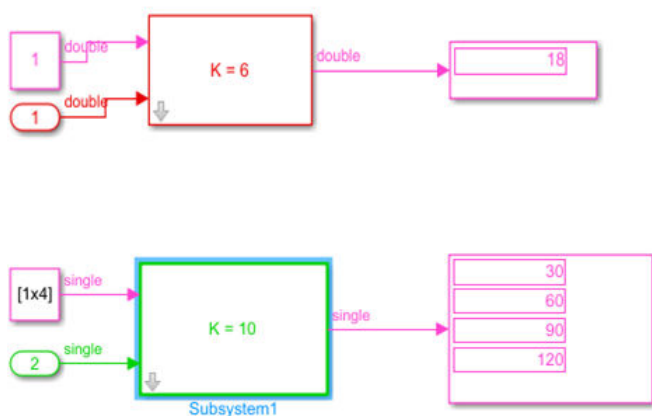 1
double
double
1
K = 6
double
18
[1x4]
single
single
2
K = 10
Subsystem1
single
30
60
90
120